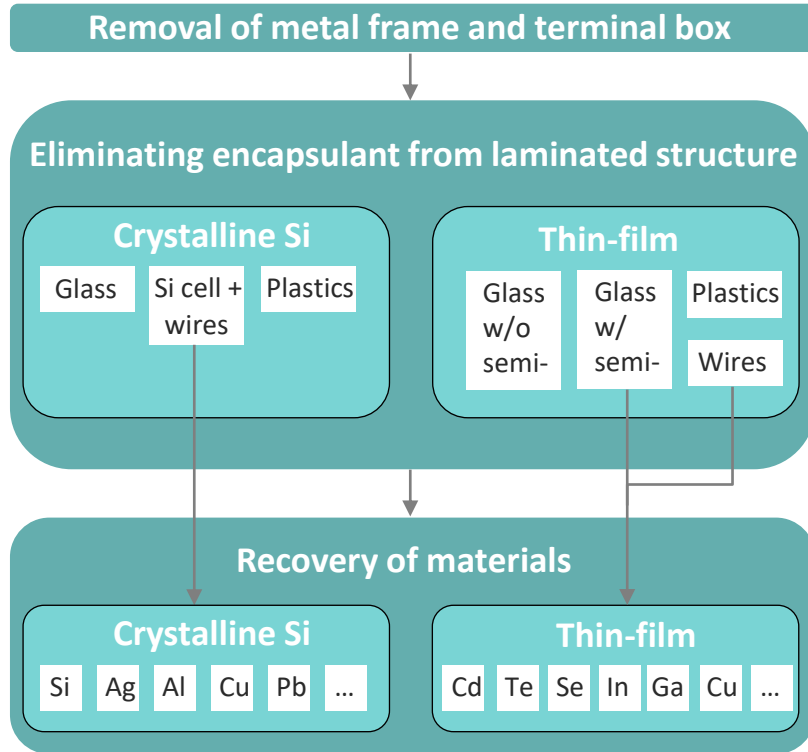 Removal of metal frame and terminal box
Eliminating encapsulant from laminated structure
Crystalline Si
Glass
Si cell +
wires
Plastics
Thin-film
Glass
w/o
semi-
Glass
w/
semi-
Plastics
Wires
Recovery of materials
Crystalline Si
Si Ag Al Cu Pb ...
Thin-film
Cd Te Se In Ga Cu ...